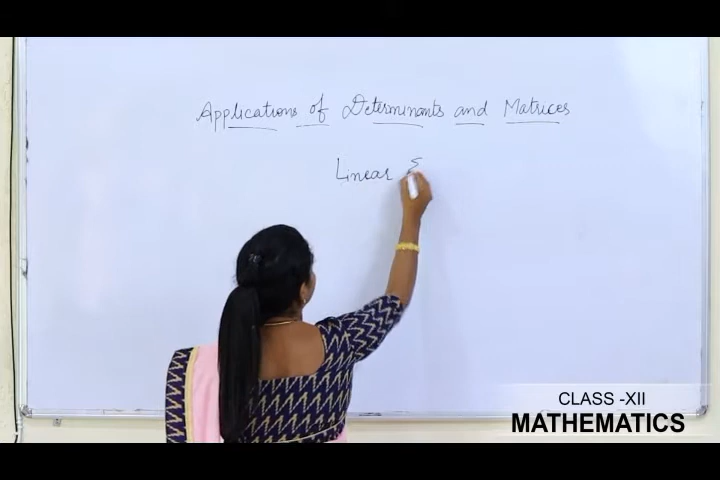 Applications of Determinants and Matrices
Linear E
CLASS -XII
MATHEMATICS